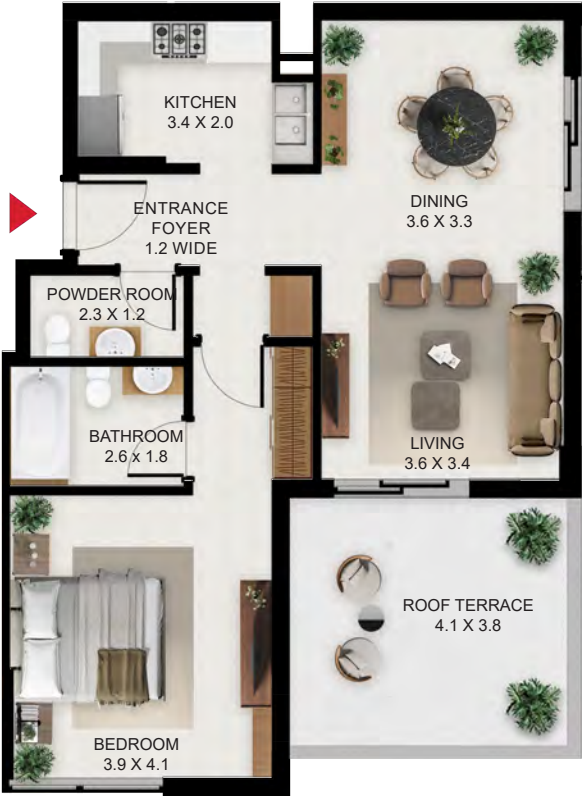 KITCHEN
3.4 X 2.0
DINING
3.6 X 3.3
ENTRANCE
FOYER
1.2 WIDE
POWDER ROOM
2.3 X 1.2
BATHROOM
2.6 x 1.8
LIVING
3.6 X 3.4
ROOF TERRACE
4.1 X 3.8
BEDROOM
3.9 X 4.1